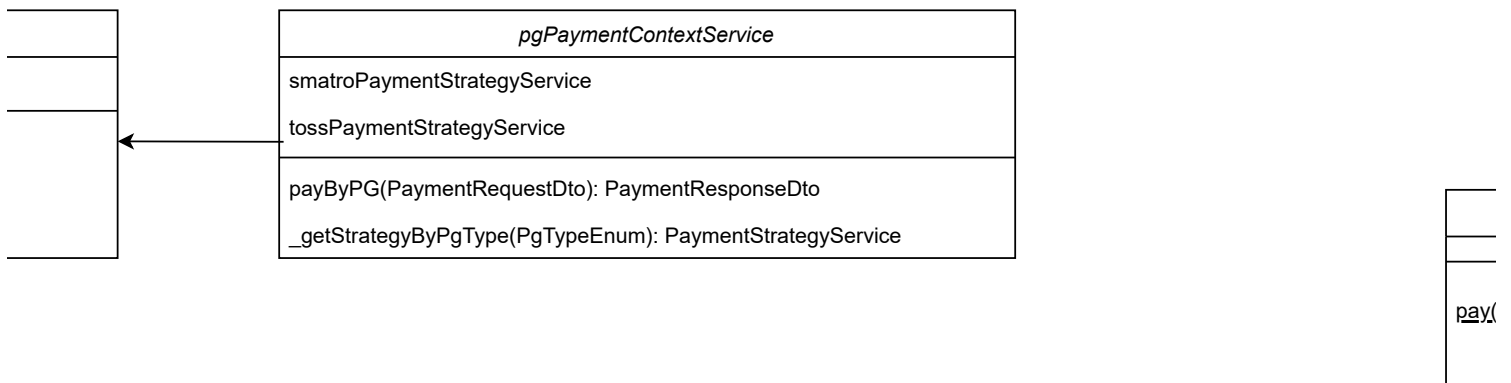 pgPaymentContextService
smatroPaymentStrategyService
tossPaymentStrategyService
payByPG(PaymentRequestDto): PaymentResponseDto
_getStrategyByPgType(PgTypeEnum): PaymentStrategyService
pay(